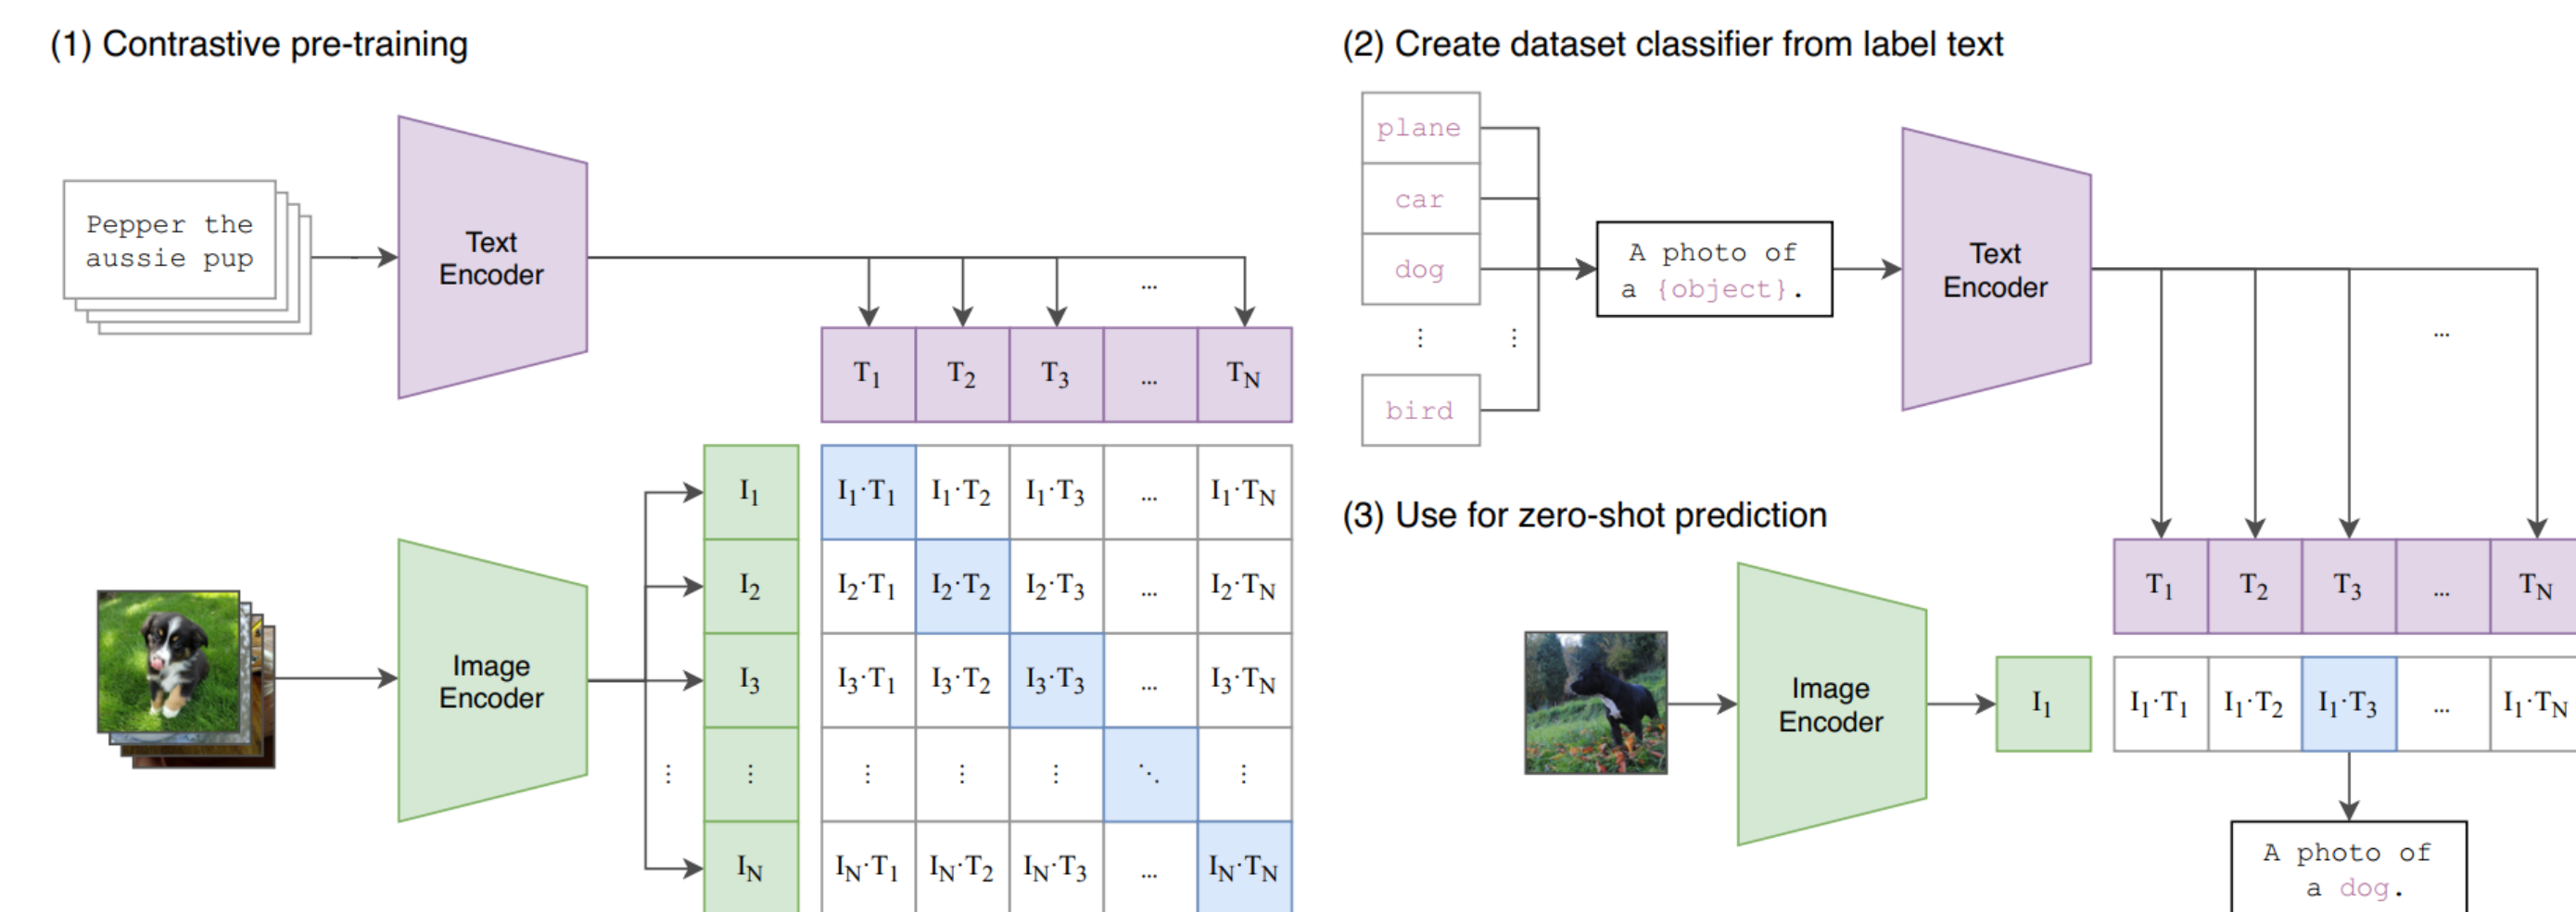 (1) Contrastive pre-training
Pepper the
aussie pup
Text
Encoder
...
T1 T2 T3 ... TN
Image
Encoder
I1
I2
I3
⋮ ⋮
IN
I1·T1 I1·T2 I1·T3 ... I1·TN
I2·T1 I2·T2 I2·T3 ... I2·TN
I3·T1 I3·T2 I3·T3 ... I3·TN
⋮ ⋮ ⋮ ⋱ ⋮
IN·T1 IN·T2 IN·T3 ... IN·TN
(2) Create dataset classifier from label text
plane
car
dog
⋮ ⋮
bird
A photo of
a {object}.
Text
Encoder
...
(3) Use for zero-shot prediction
Image
Encoder
T1 T2 T3 ... TN
I1
I1·T1 I1·T2 I1·T3 ... I1·TN
A photo of
a dog.